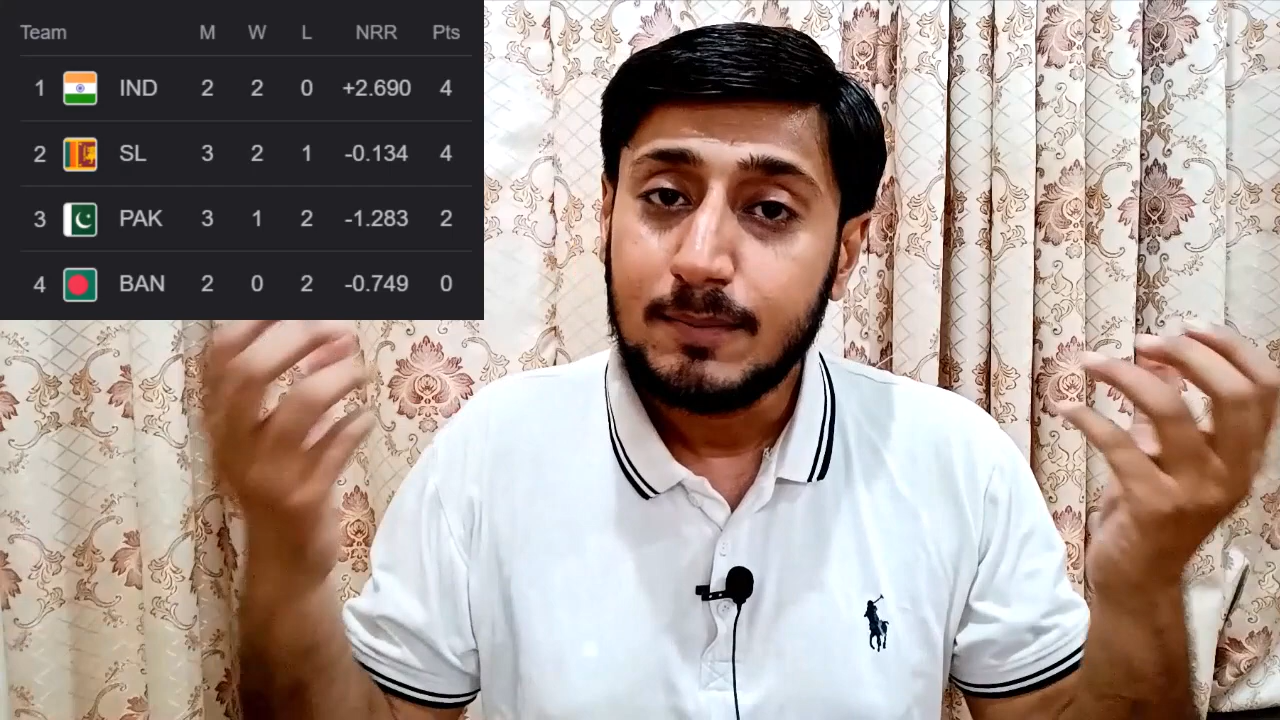 Team M W L NRR Pts
1 IND 2 2 0 +2.690 4
2 SL 3 2 1 -0.134 4
3 PAK 3 1 2 -1.283 2
4 BAN 2 0 2 -0.749 0